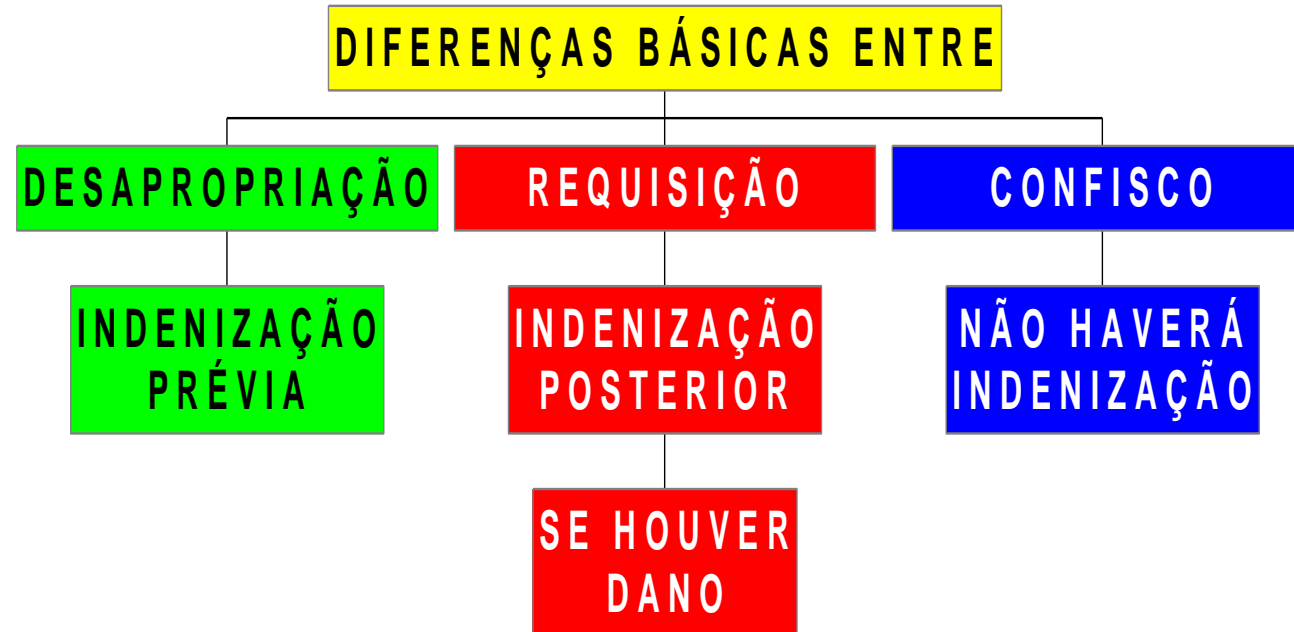 DIFERENÇAS BÁSICAS ENTRE
DESAPROPRIAÇÃO
REQUISIÇÃO
CONFISCO
INDENIZAÇÃO
PRÉVIA
INDENIZAÇÃO
POSTERIOR
NÃO HAVERÁ
INDENIZAÇÃO
SE HOUVER
DANO